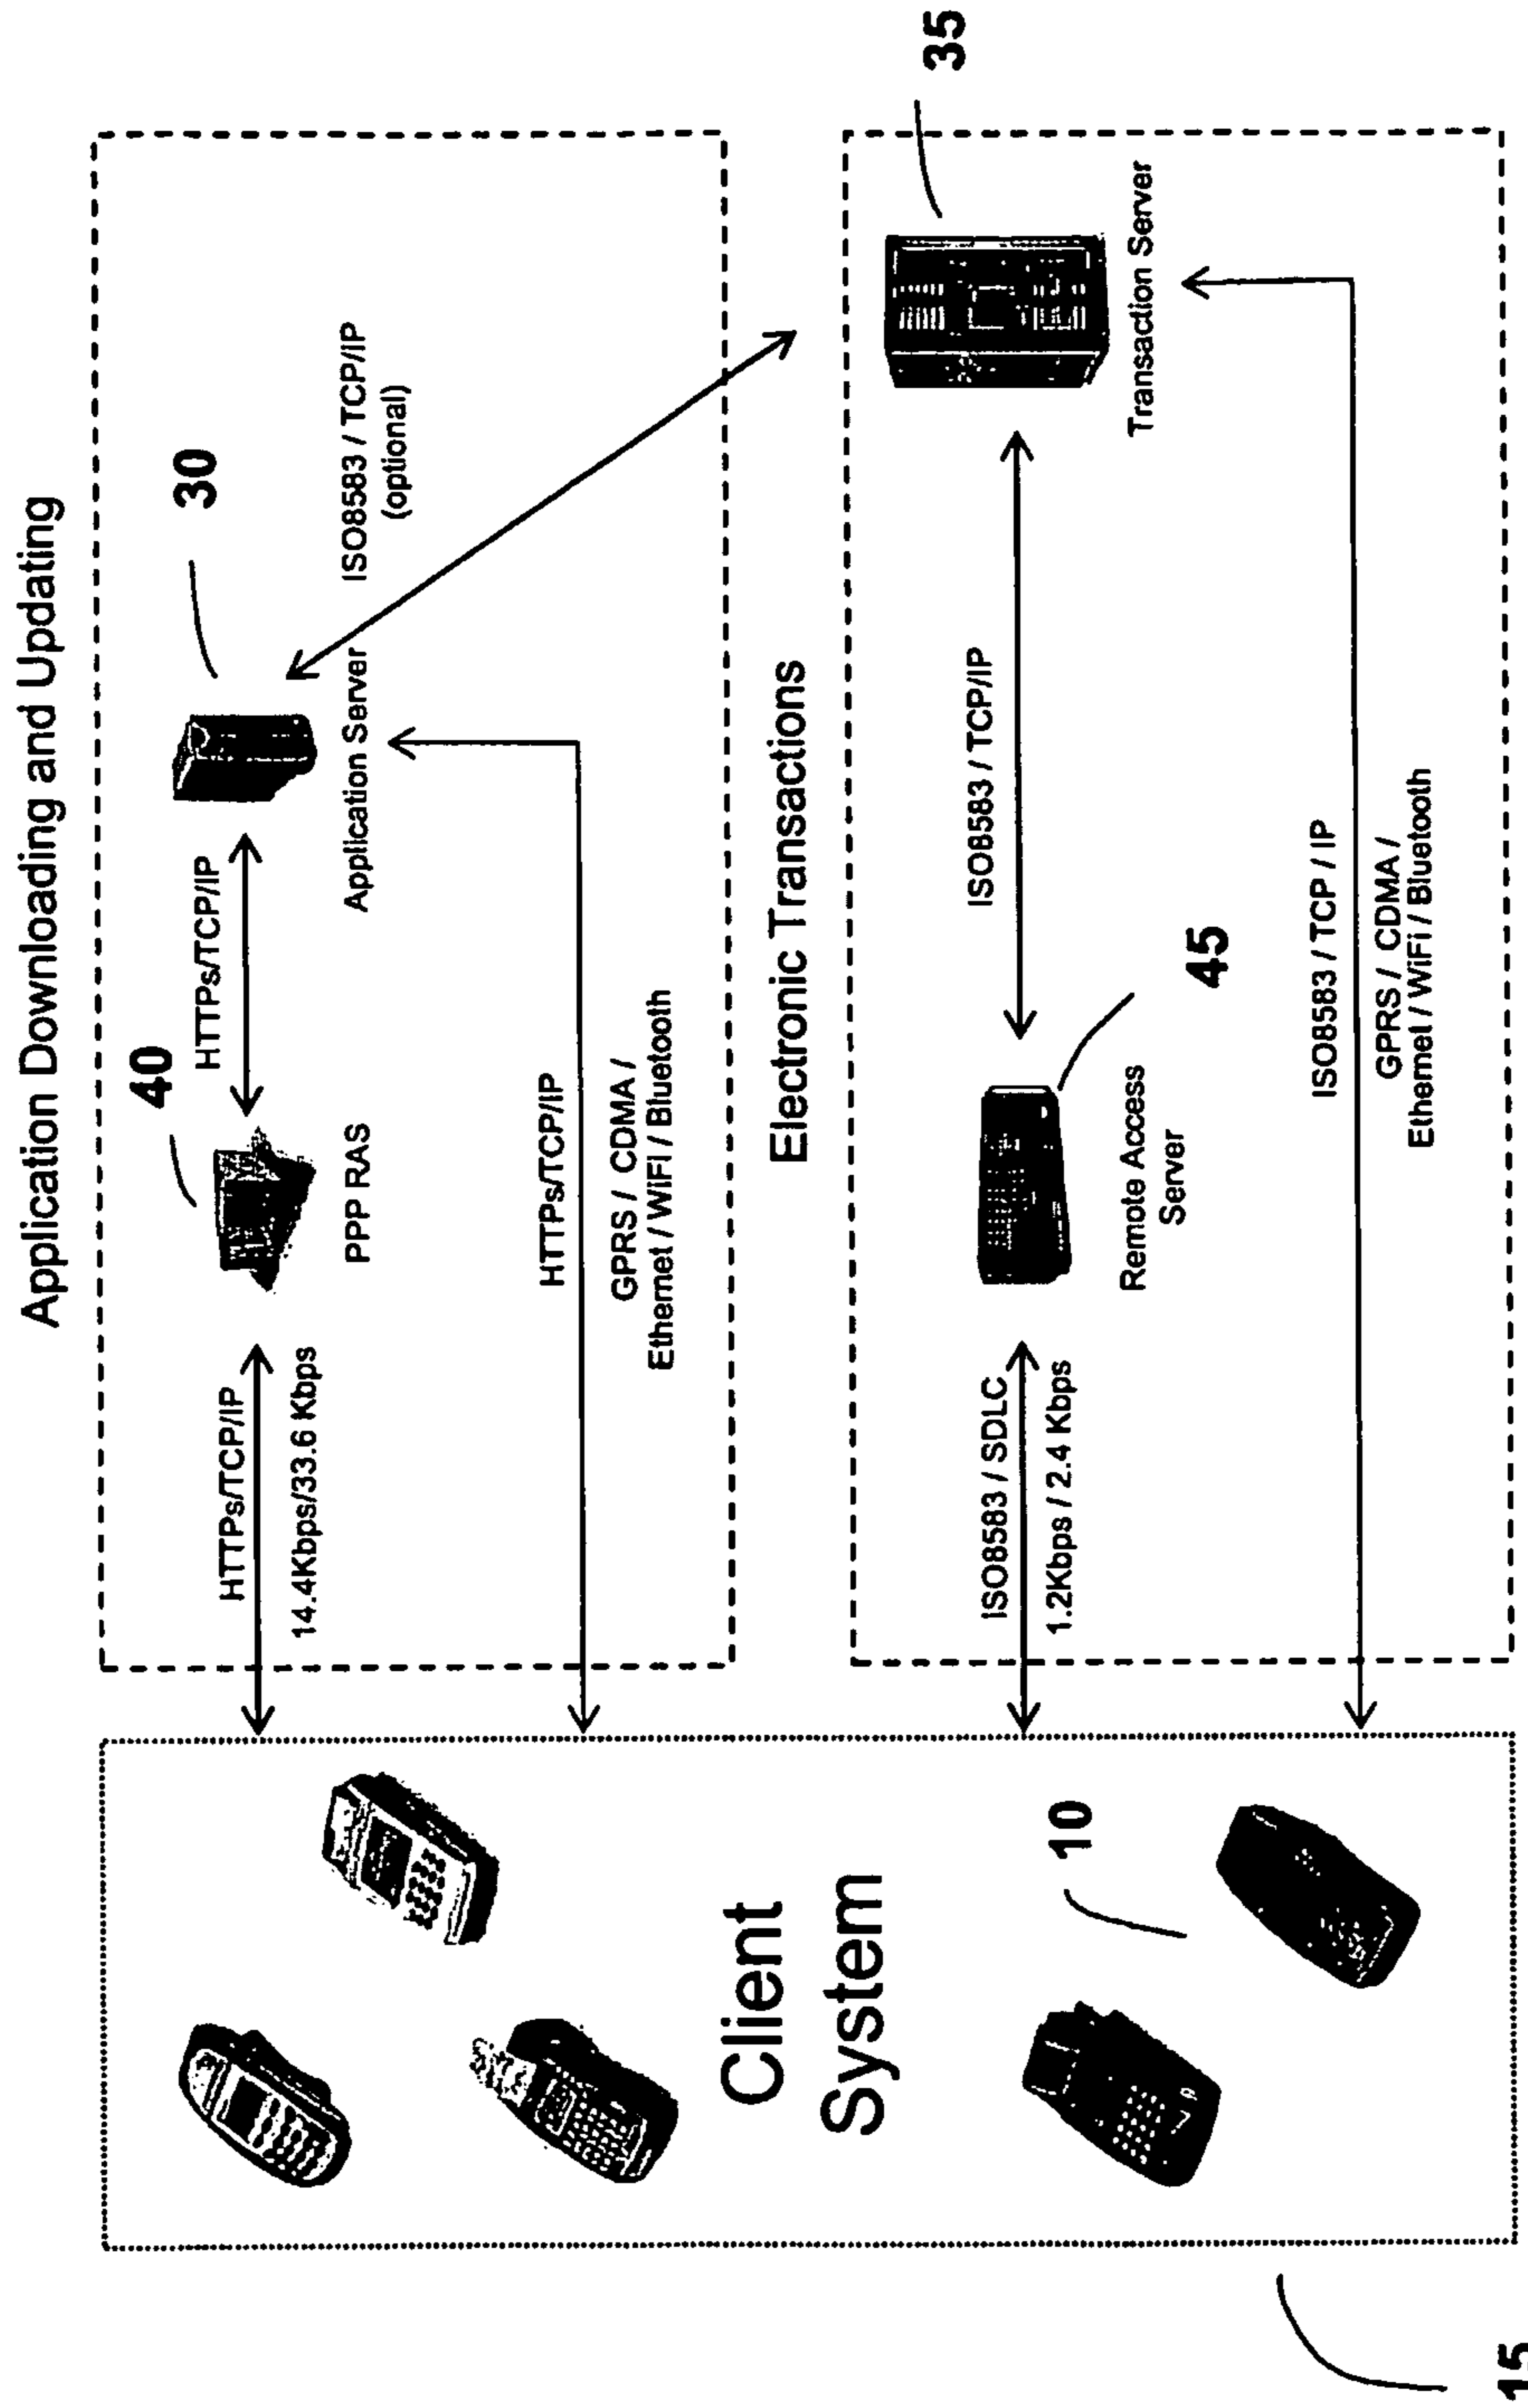 Application Downloading and Updating
30
40
HTTPs/TCP/IP
14.4Kbps/33.6 Kbps
PPP RAS
HTTPs/TCP/IP
Application Server
ISO8583 / TCP/IP
(optional)
HTTPs/TCP/IP
GPRS / CDMA /
Ethernet / WiFi / Bluetooth
Electronic Transactions
35
ISO8583 / SDLC
1.2Kbps / 2.4 Kbps
Remote Access
Server
45
ISO8583 / TCP/IP
Transaction Server
ISO8583 / TCP / IP
GPRS / CDMA /
Ethernet / WiFi / Bluetooth
Client
System
10
15